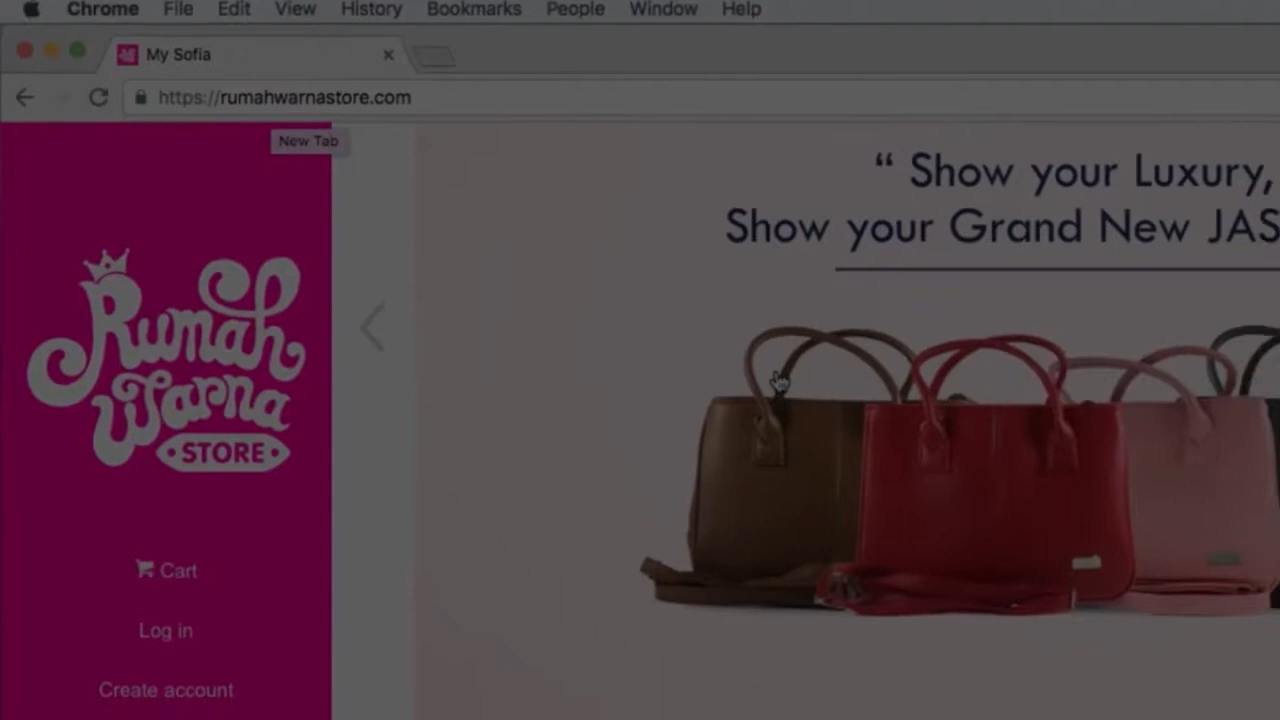 Chrome File Edit View History Bookmarks People Window Help
My Sofia
https://rumahwarnastore.com
New Tab
“ Show your Luxury,
Show your Grand New JAS
Rumah
Warna
• STORE •
Cart
Log in
Create account